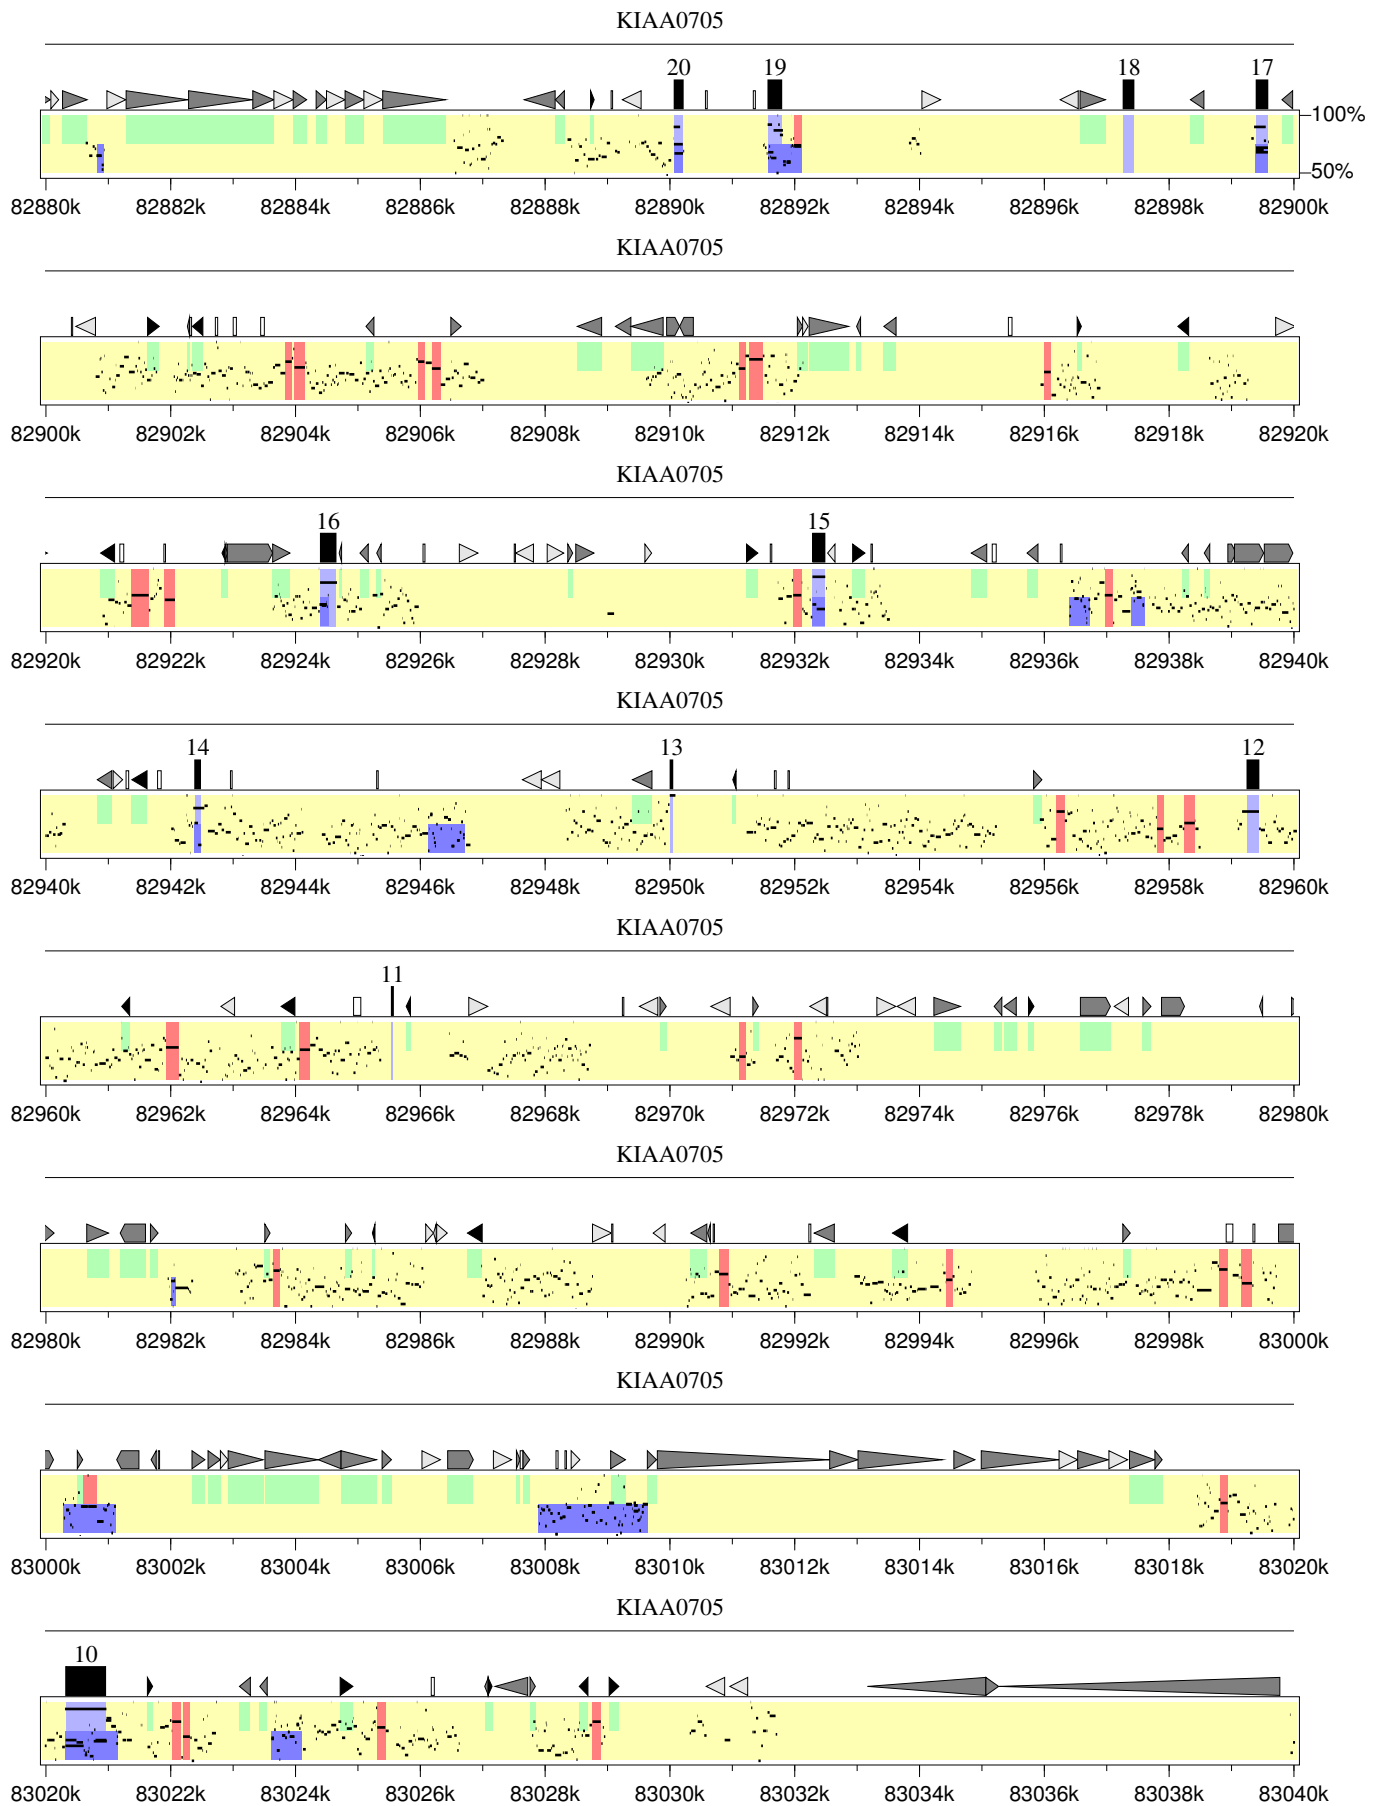 KIAA0705
20 19 18 17
100%
50%
82880k 82882k 82884k 82886k 82888k 82890k 82892k 82894k 82896k 82898k 82900k
KIAA0705
82900k 82902k 82904k 82906k 82908k 82910k 82912k 82914k 82916k 82918k 82920k
KIAA0705
16 15
82920k 82922k 82924k 82926k 82928k 82930k 82932k 82934k 82936k 82938k 82940k
KIAA0705
14 13 12
82940k 82942k 82944k 82946k 82948k 82950k 82952k 82954k 82956k 82958k 82960k
KIAA0705
11
82960k 82962k 82964k 82966k 82968k 82970k 82972k 82974k 82976k 82978k 82980k
KIAA0705
82980k 82982k 82984k 82986k 82988k 82990k 82992k 82994k 82996k 82998k 83000k
KIAA0705
83000k 83002k 83004k 83006k 83008k 83010k 83012k 83014k 83016k 83018k 83020k
KIAA0705
10
83020k 83022k 83024k 83026k 83028k 83030k 83032k 83034k 83036k 83038k 83040k